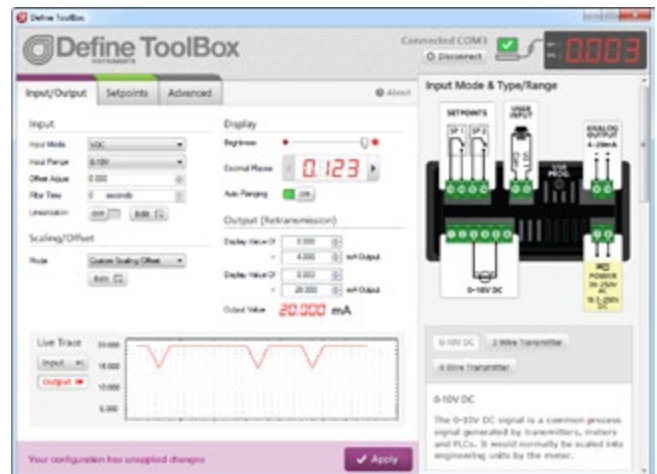 Define ToolBox
Define ToolBox
INSTRUMENTS
Connected COM3
Disconnect
0.003
Input/Output
Setpoints
Advanced
About
Input
Input Mode
VDC
Input Range
0-10V
Offset Adjust
0.000
Filter Time
0 seconds
Linearization
OFF
Edit
Scaling/Offset
Mode
Custom Scaling/Offset
Edit
Display
Brightness
Decimal Places
0.123
Auto Ranging
Output (Retransmission)
Display Value Of
0.000
=
4.000
mA Output
Display Value Of
0.003
=
20.000
mA Output
Output Value
20.000 mA
Live Trace
Input
Output
20.000
Your configuration has unapplied changes
Apply
Input Mode & Type/Range
SETPOINTS
SP 1
SP 2
USER
INPUT
ANALOG
OUTPUT
4-20mA
USB
PROG.
0-10V DC
POWER
AC
DC
0-10V DC
2 Wire Transmitter
4 Wire Transmitter
0-10V DC
The 0-10V DC signal is a common process
signal generated by transmitters, meters
and PLCs. It would normally be scaled into
engineering units by the meter.